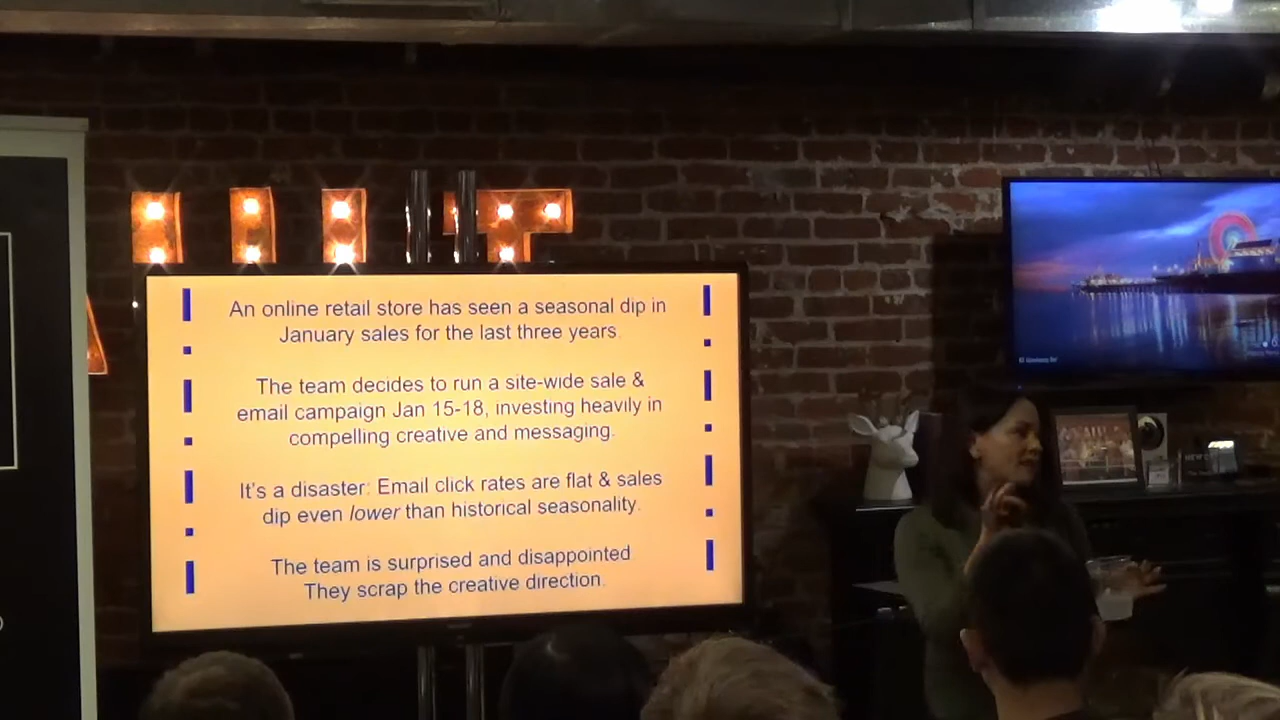 An online retail store has seen a seasonal dip in
January sales for the last three years.
The team decides to run a site-wide sale &
email campaign Jan 15-18, investing heavily in
compelling creative and messaging.
It's a disaster: Email click rates are flat & sales
dip even lower than historical seasonality.
The team is surprised and disappointed
They scrap the creative direction.